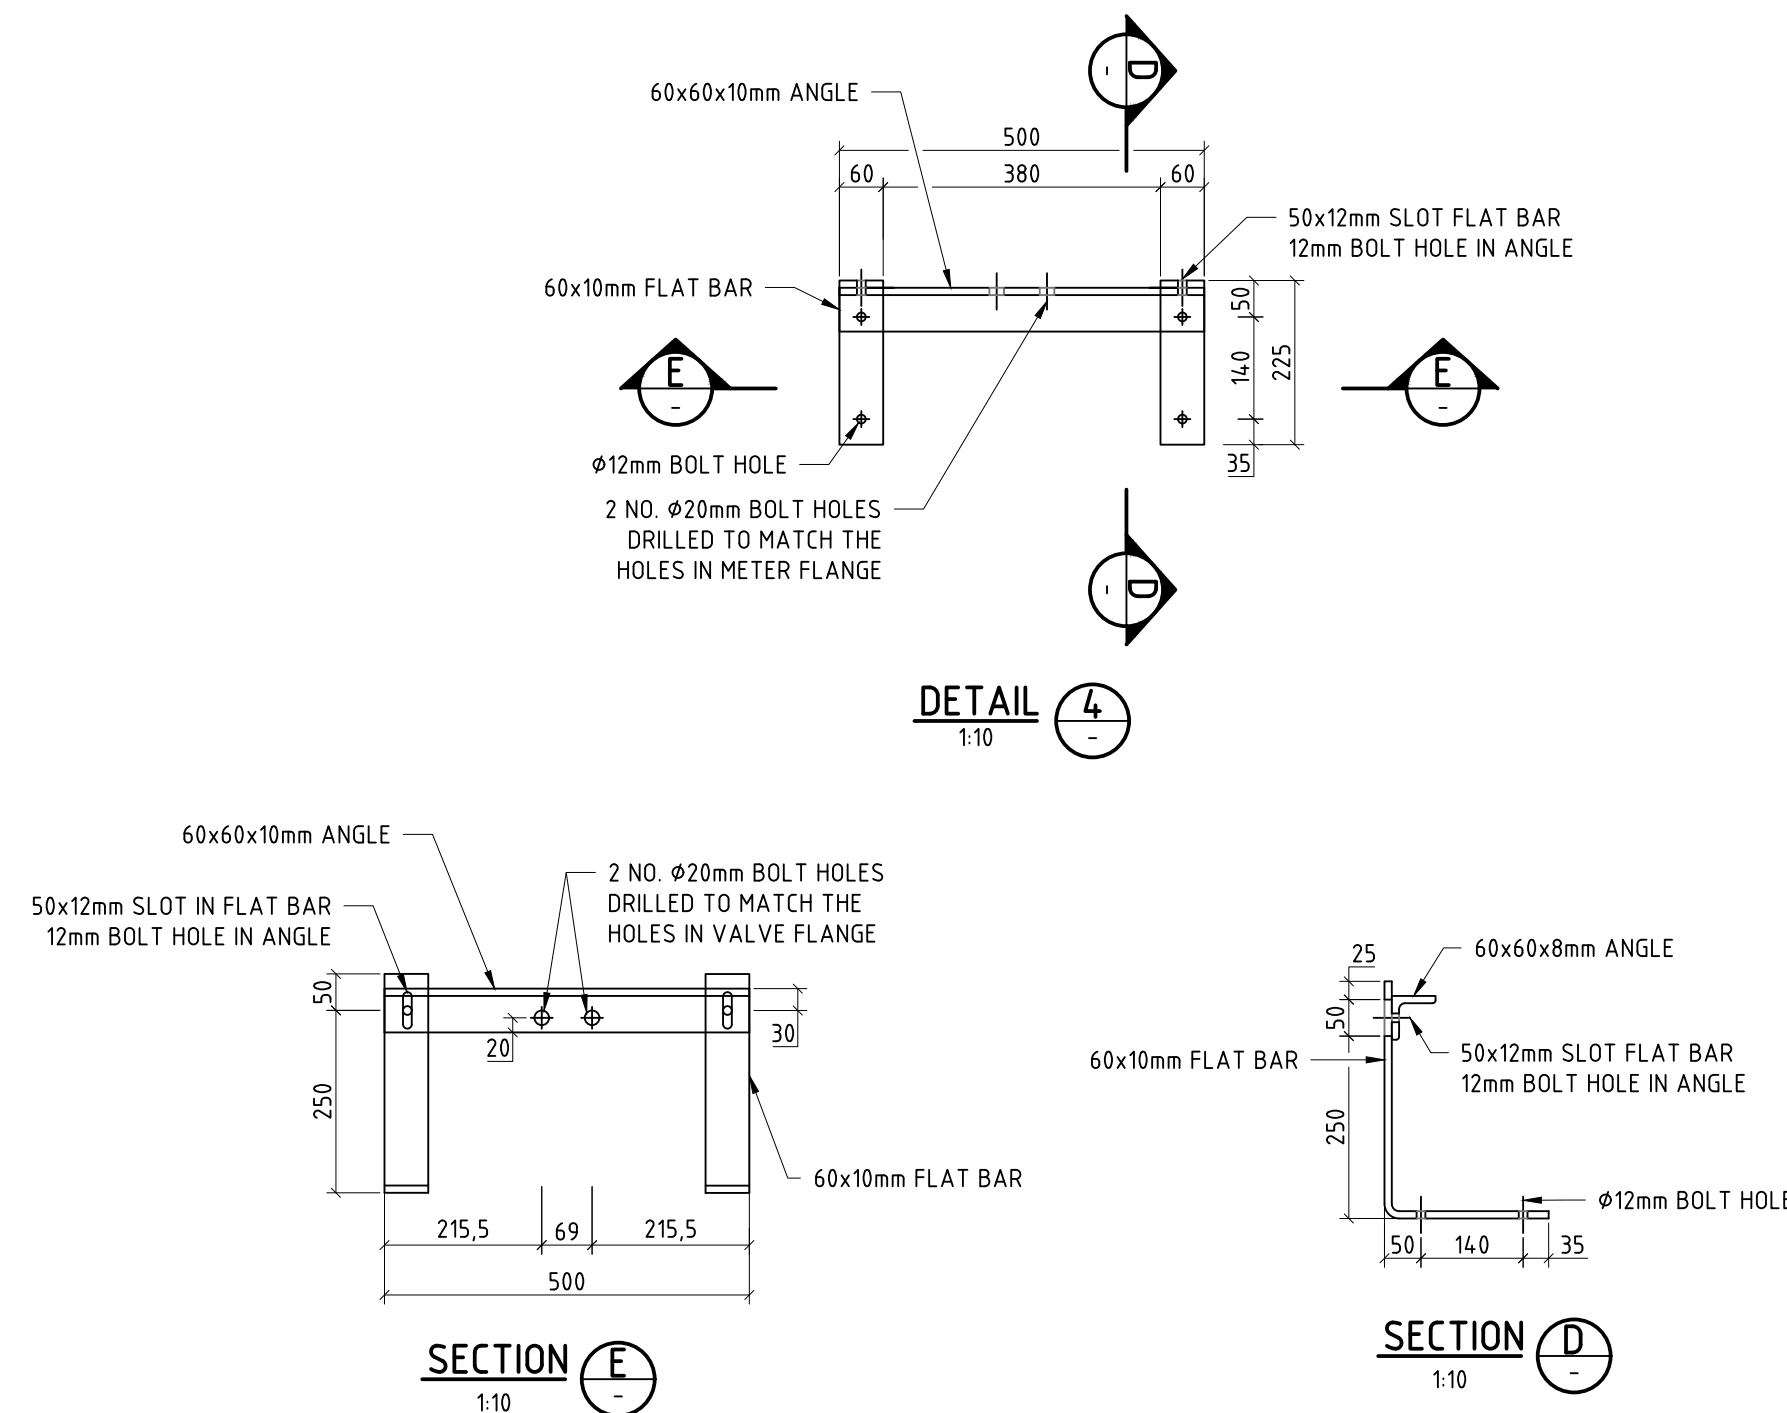 D
-
60x60x10mm ANGLE
500
60
380
60
50x12mm SLOT FLAT BAR
12mm BOLT HOLE IN ANGLE
60x10mm FLAT BAR
50
140
225
35
E
-
E
-
Ø12mm BOLT HOLE
2 NO. Ø20mm BOLT HOLES
DRILLED TO MATCH THE
HOLES IN METER FLANGE
D
-
DETAIL
1:10
4
-
60x60x10mm ANGLE
50x12mm SLOT IN FLAT BAR
12mm BOLT HOLE IN ANGLE
2 NO. Ø20mm BOLT HOLES
DRILLED TO MATCH THE
HOLES IN VALVE FLANGE
50
250
20
30
60x10mm FLAT BAR
215,5
69
215,5
500
SECTION
1:10
E
-
25
60x60x8mm ANGLE
50
50x12mm SLOT FLAT BAR
12mm BOLT HOLE IN ANGLE
60x10mm FLAT BAR
250
Ø12mm BOLT HOLE
50
140
35
SECTION
1:10
D
-